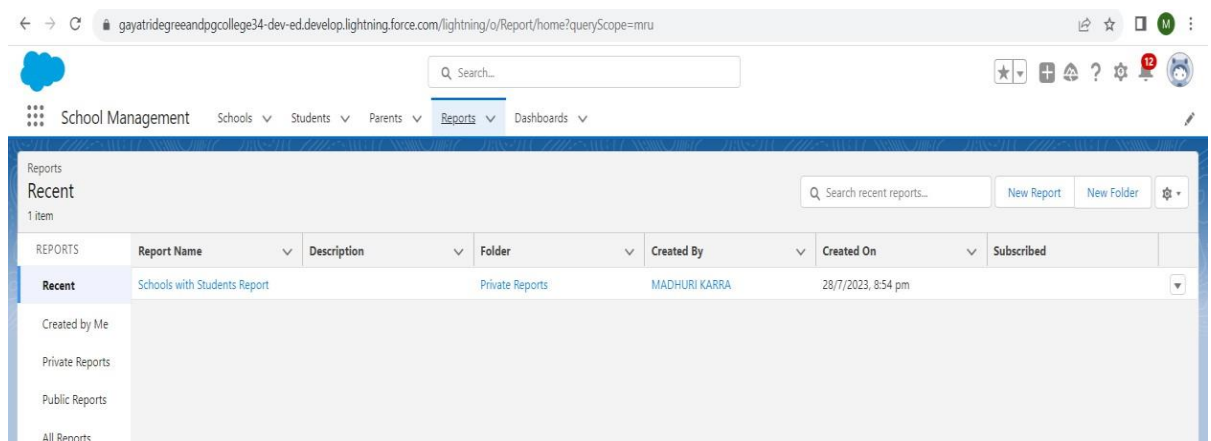 gayatridegreeandpgcollege34-dev-ed.develop.lightning.force.com/lightning/o/Report/home?queryScope=mru
M
Search...
12
School Management Schools Students Parents Reports Dashboards
Reports
Recent
1 item
Search recent reports...
New Report New Folder
REPORTS Report Name Description Folder Created By Created On Subscribed
Recent Schools with Students Report Private Reports MADHURI KARRA 28/7/2023, 8:54 pm
Created by Me
Private Reports
Public Reports
All Reports